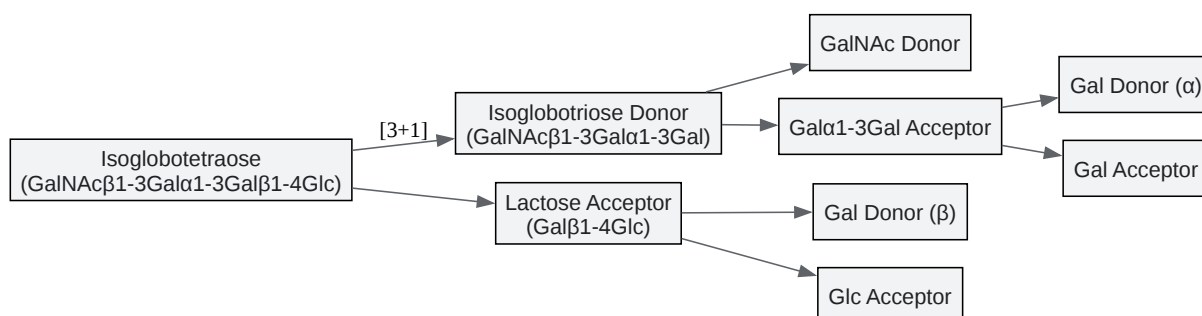 Isoglobotetraose
(GalNAcβ1-3Galα1-3Galβ1-4Glc)
[3+1]
Isoglobotriose Donor
(GalNAcβ1-3Galα1-3Gal)
Lactose Acceptor
(Galβ1-4Glc)
GalNAc Donor
Galα1-3Gal Acceptor
Gal Donor (β)
Glc Acceptor
Gal Donor (α)
Gal Acceptor